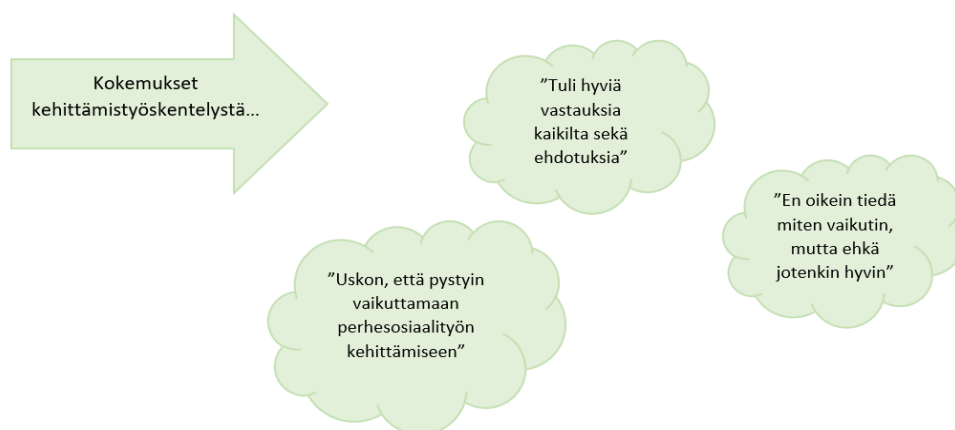 Kokemukset
kehittämistyöskentelystä...
”Tuli hyviä
vastauksia
kaikilta sekä
ehdotuksia”
”En oikein tiedä
miten vaikutin,
mutta ehkä
jotenkin hyvin”
”Uskon, että pystyin
vaikuttamaan
perhesosiaalityön
kehittämiseen”